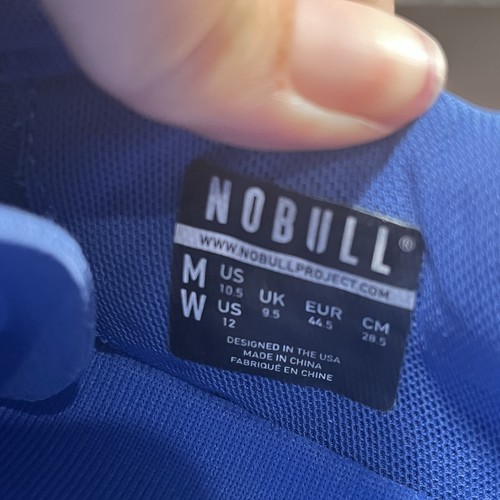 NOBULL®
WWW.NOBULLPROJECT.COM
M US 10.5 UK 9.5 EUR 44.5 CM 28.5
W US 12
DESIGNED IN THE USA
MADE IN CHINA
FABRIQUÉ EN CHINE